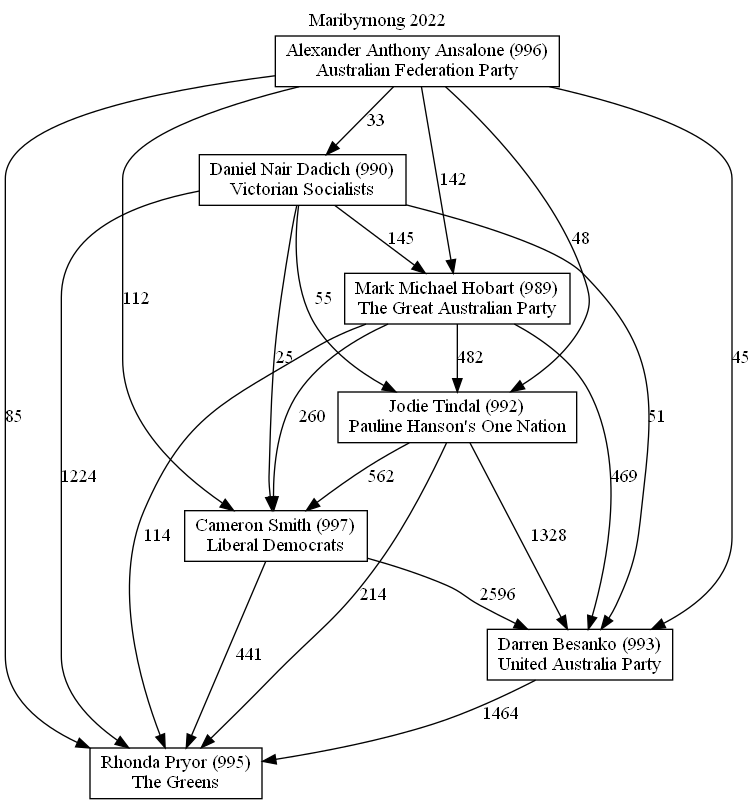 Maribyrnong 2022
Alexander Anthony Ansalone (996)
Australian Federation Party
33
Daniel Nair Dadich (990)
Victorian Socialists
142
48
145
Mark Michael Hobart (989)
The Great Australian Party
112
55
25
482
45
260
Jodie Tindal (992)
Pauline Hanson's One Nation
85
51
1224
562
469
Cameron Smith (997)
Liberal Democrats
114
1328
214
2596
441
Darren Besanko (993)
United Australia Party
1464
Rhonda Pryor (995)
The Greens